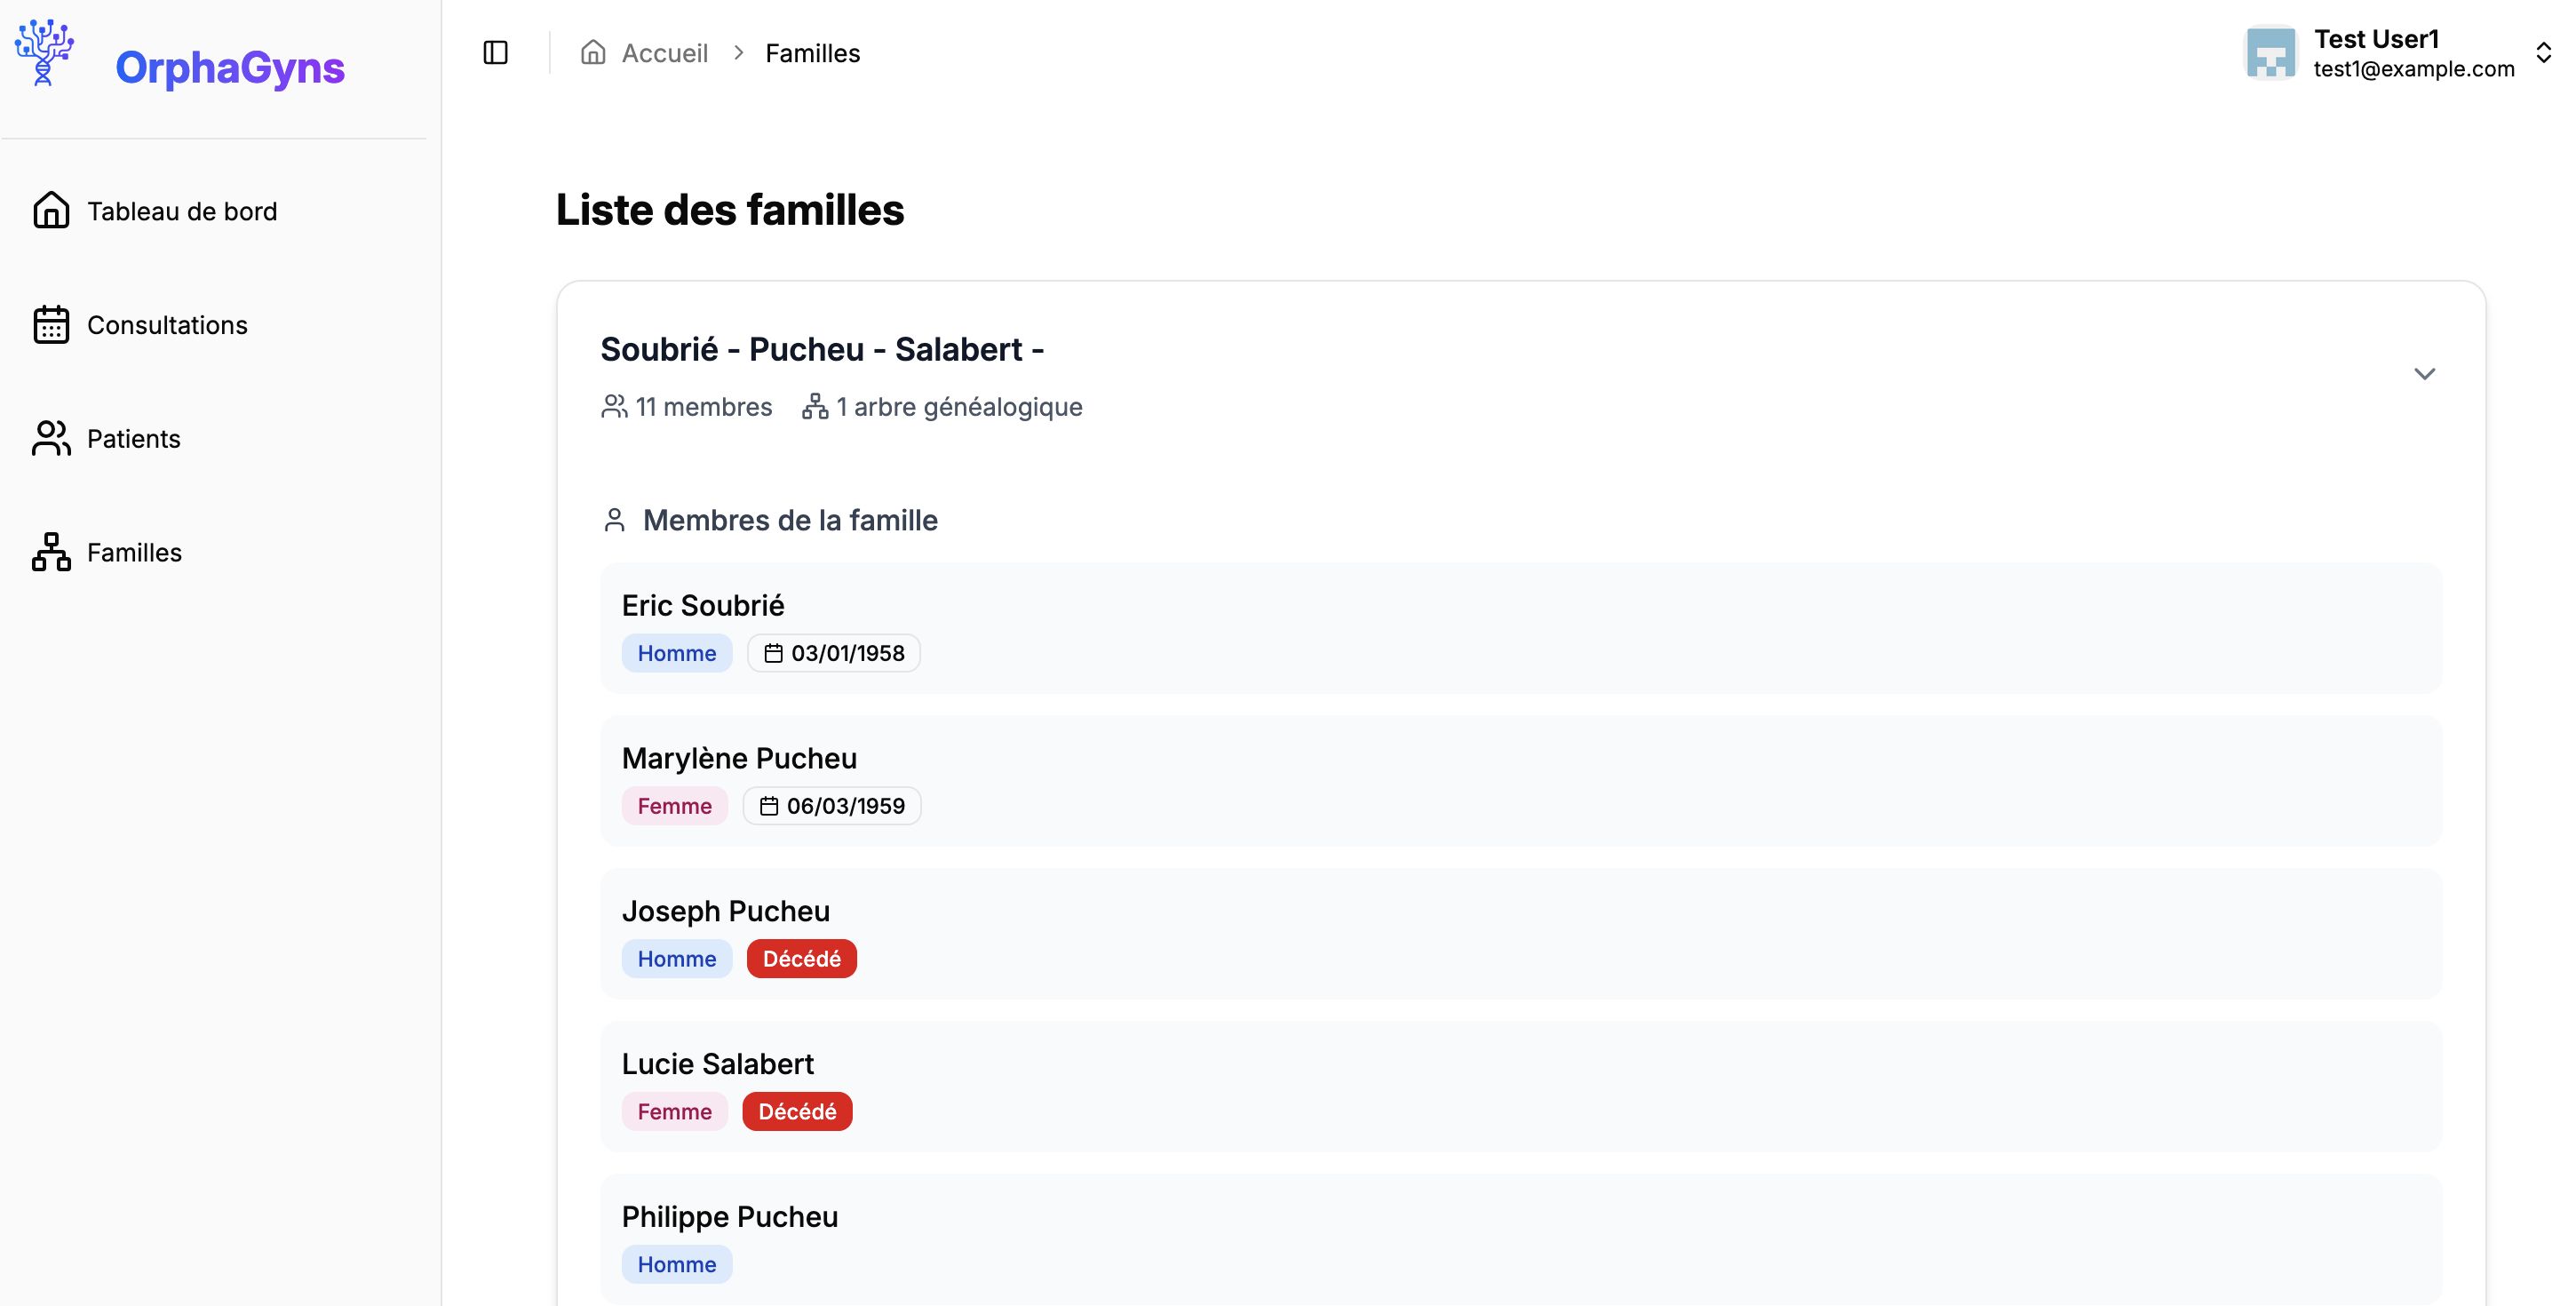 OrphaGyns
Accueil > Familles
Test User1
test1@example.com
Tableau de bord
Consultations
Patients
Familles
Liste des familles
Soubrié - Pucheu - Salabert -
11 membres 1 arbre généalogique
Membres de la famille
Eric Soubrié
Homme 03/01/1958
Marylène Pucheu
Femme 06/03/1959
Joseph Pucheu
Homme Décédé
Lucie Salabert
Femme Décédé
Philippe Pucheu
Homme